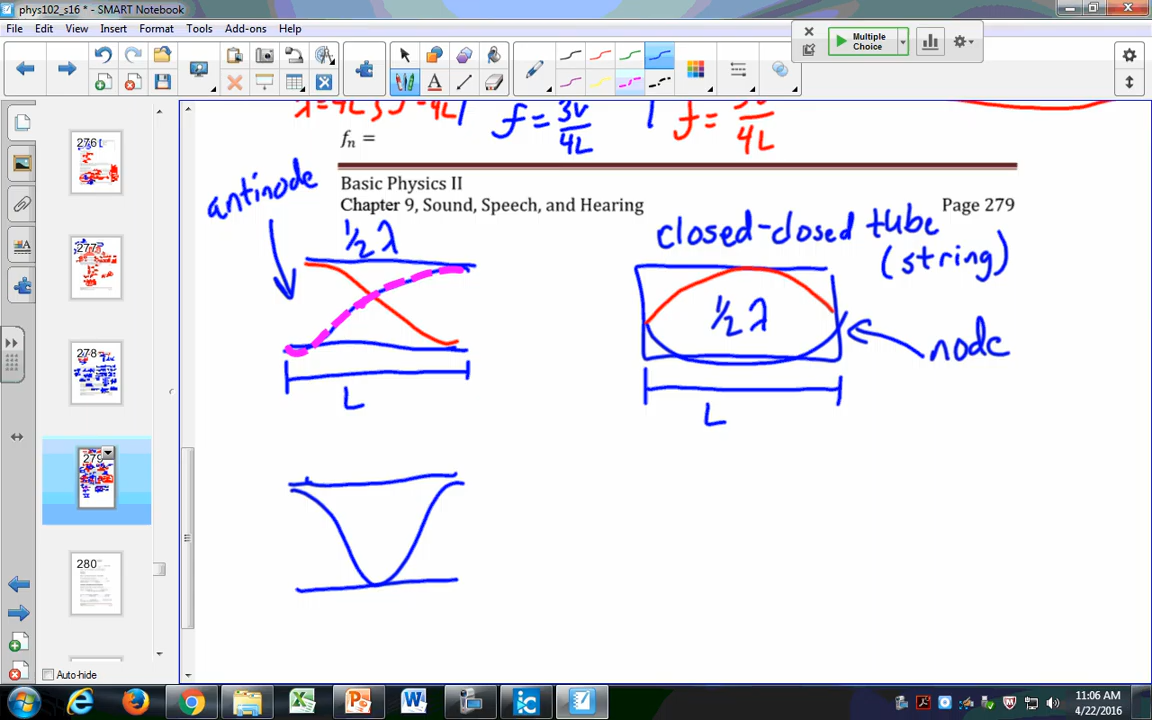 phys102_s16 * - SMART Notebook
File Edit View Insert Format Tools Add-ons Help
Multiple
Choice
276
277
278
279
280
Auto-hide
λ=4L
f = 3v/4L
f = 3v/4L
fn =
Basic Physics II
Chapter 9, Sound, Speech, and Hearing
Page 279
antinode
½ λ
closed-closed tube
(string)
½ λ
node
L
L
11:06 AM
4/22/2016